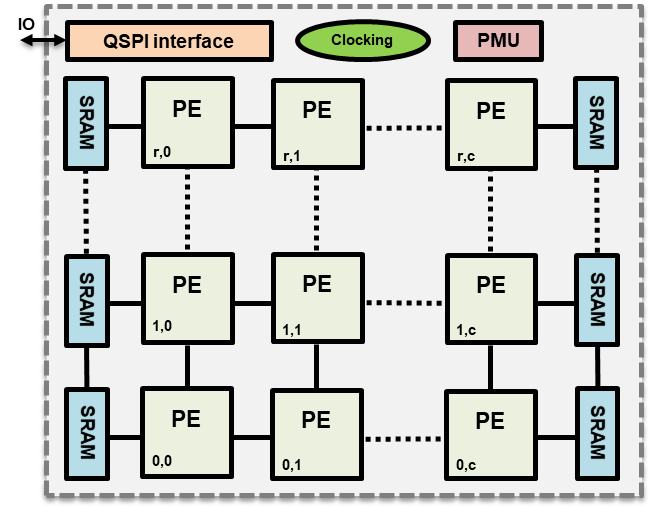 IO
QSPI interface
Clocking
PMU
SRAM
PE
r,0
PE
r,1
PE
r,c
SRAM
SRAM
PE
1,0
PE
1,1
PE
1,c
SRAM
SRAM
PE
0,0
PE
0,1
PE
0,c
SRAM